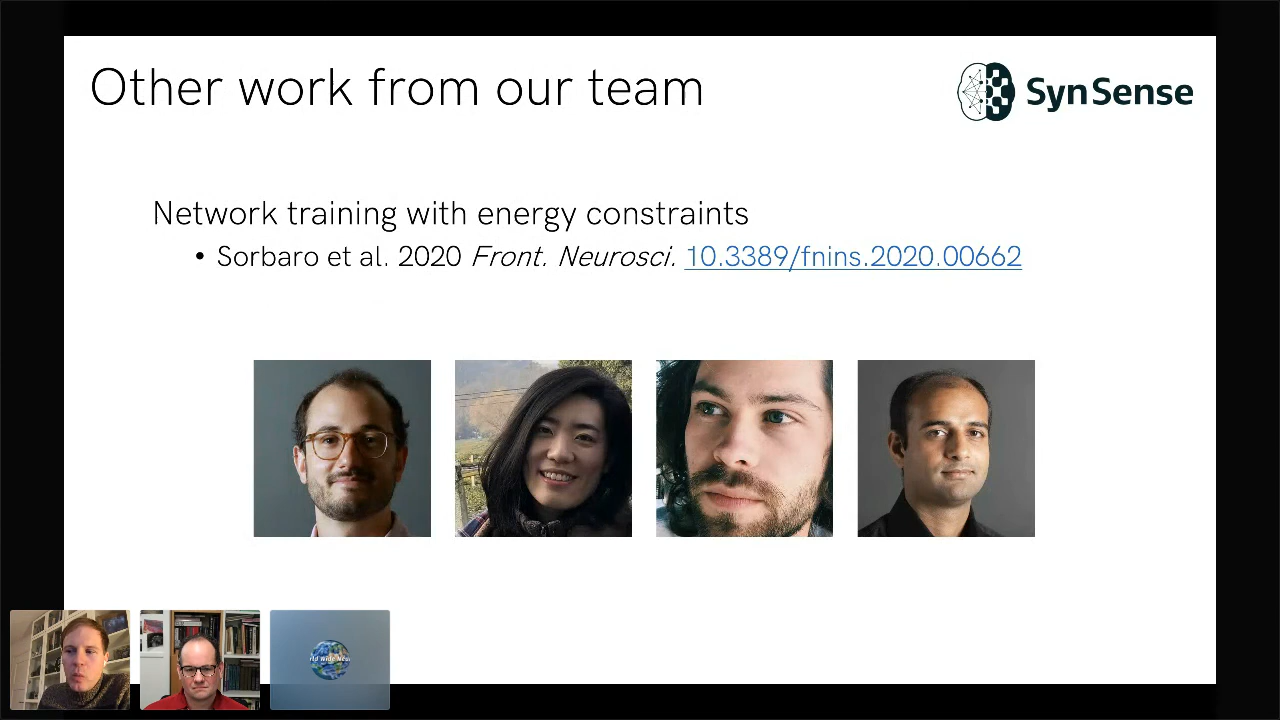 Other work from our team
SynSense
Network training with energy constraints
• Sorbaro et al. 2020 Front. Neurosci. 10.3389/fnins.2020.00662